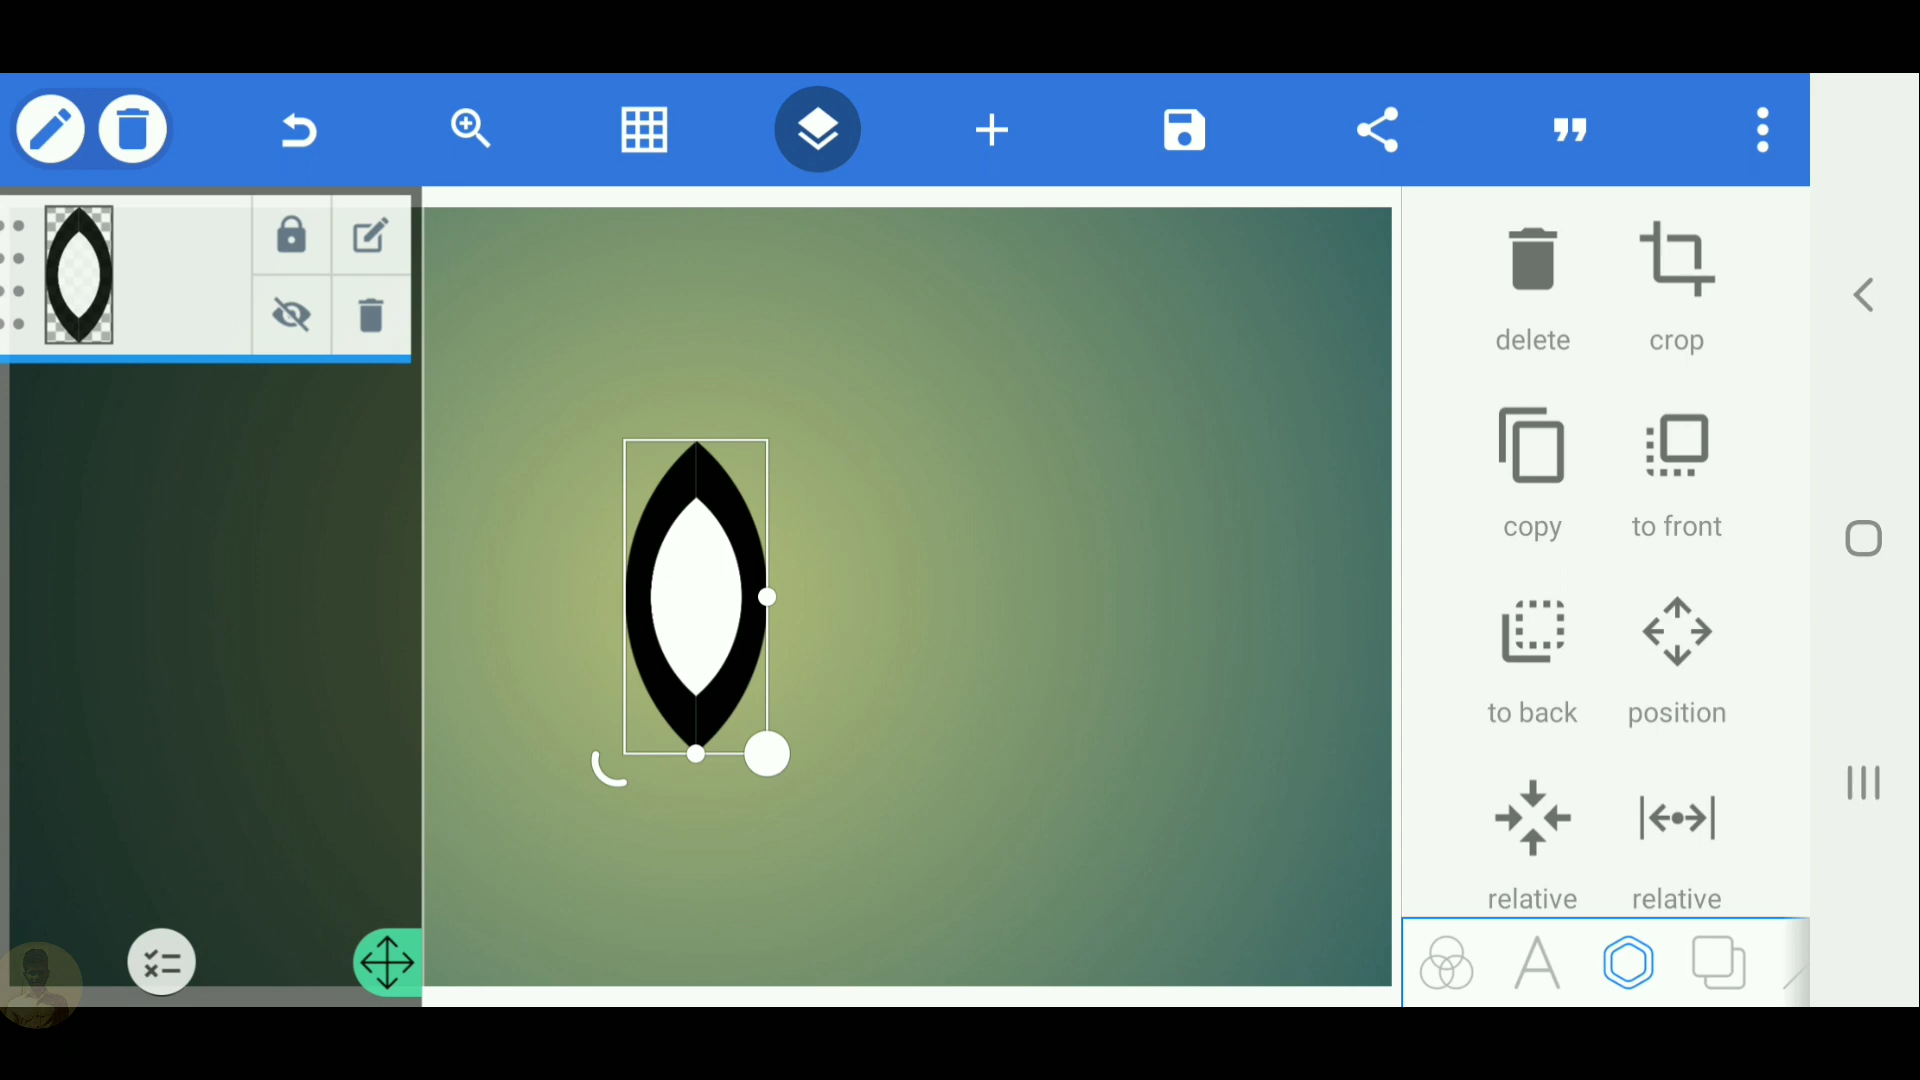 delete
crop
copy
to front
to back
position
relative
relative